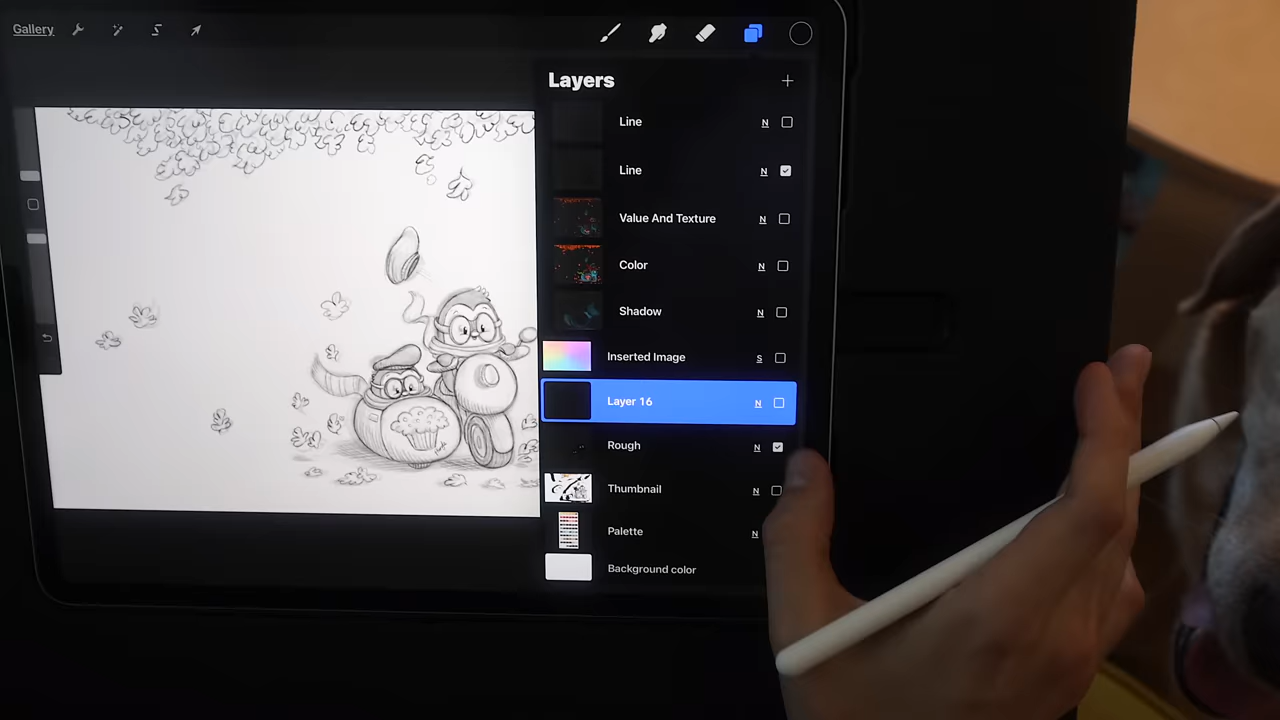 Gallery
Layers
Line N
Line N
Value And Texture N
Color N
Shadow N
Inserted Image S
Layer 16 N
Rough N
Thumbnail N
Palette N
Background color